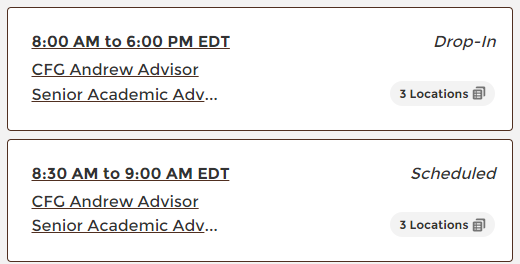 8:00 AM to 6:00 PM EDT
Drop-In
CFG Andrew Advisor
Senior Academic Adv...
3 Locations
8:30 AM to 9:00 AM EDT
Scheduled
CFG Andrew Advisor
Senior Academic Adv...
3 Locations